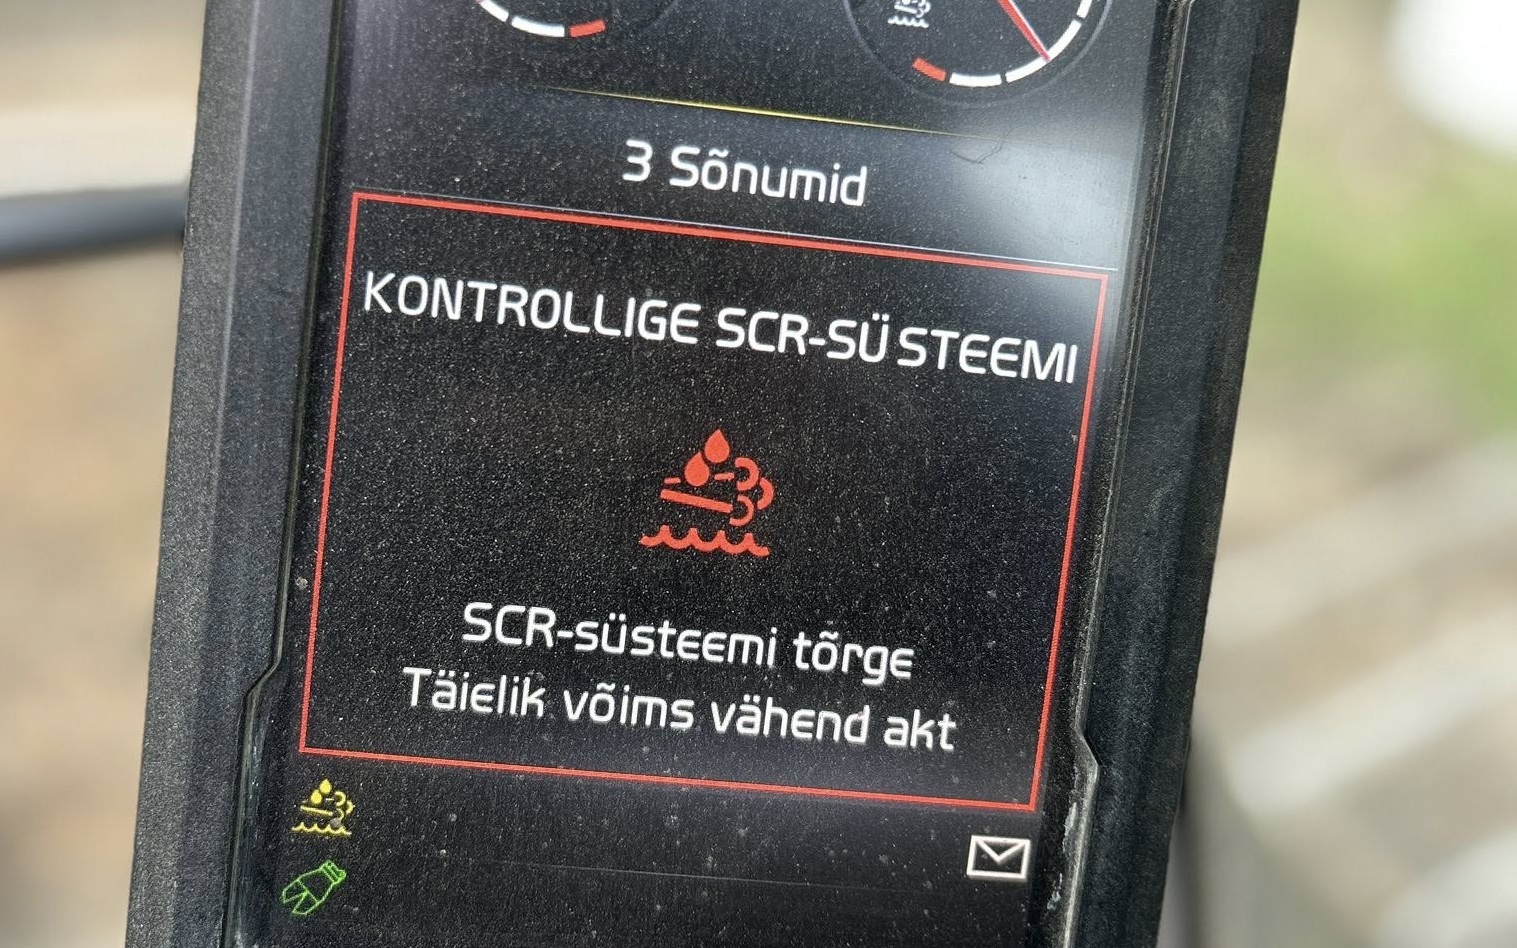 3 Sõnumid
KONTROLLIGE SCR-SÜSTEEMI
SCR-süsteemi tõrge
Täielik võims vähend akt